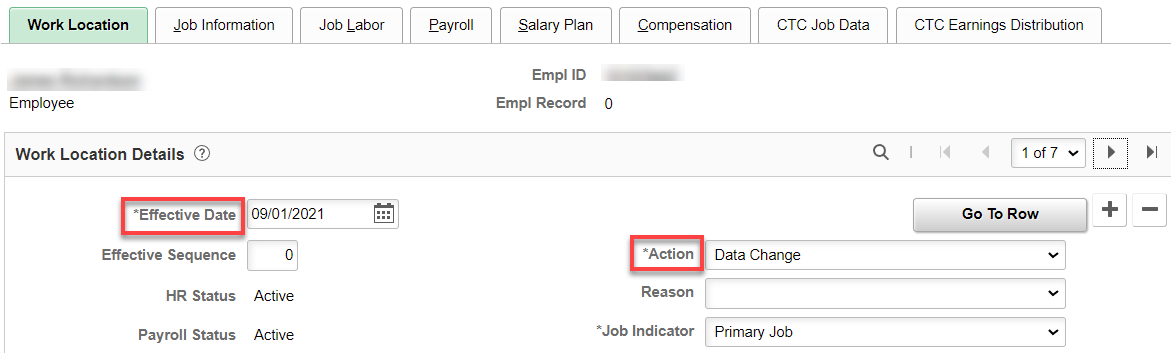 Work Location Job Information Job Labor Payroll Salary Plan Compensation CTC Job Data CTC Earnings Distribution
Empl ID
Employee Empl Record 0
Work Location Details ? 1 of 7
*Effective Date 09/01/2021 Go To Row
Effective Sequence 0 *Action Data Change
HR Status Active Reason
Payroll Status Active *Job Indicator Primary Job